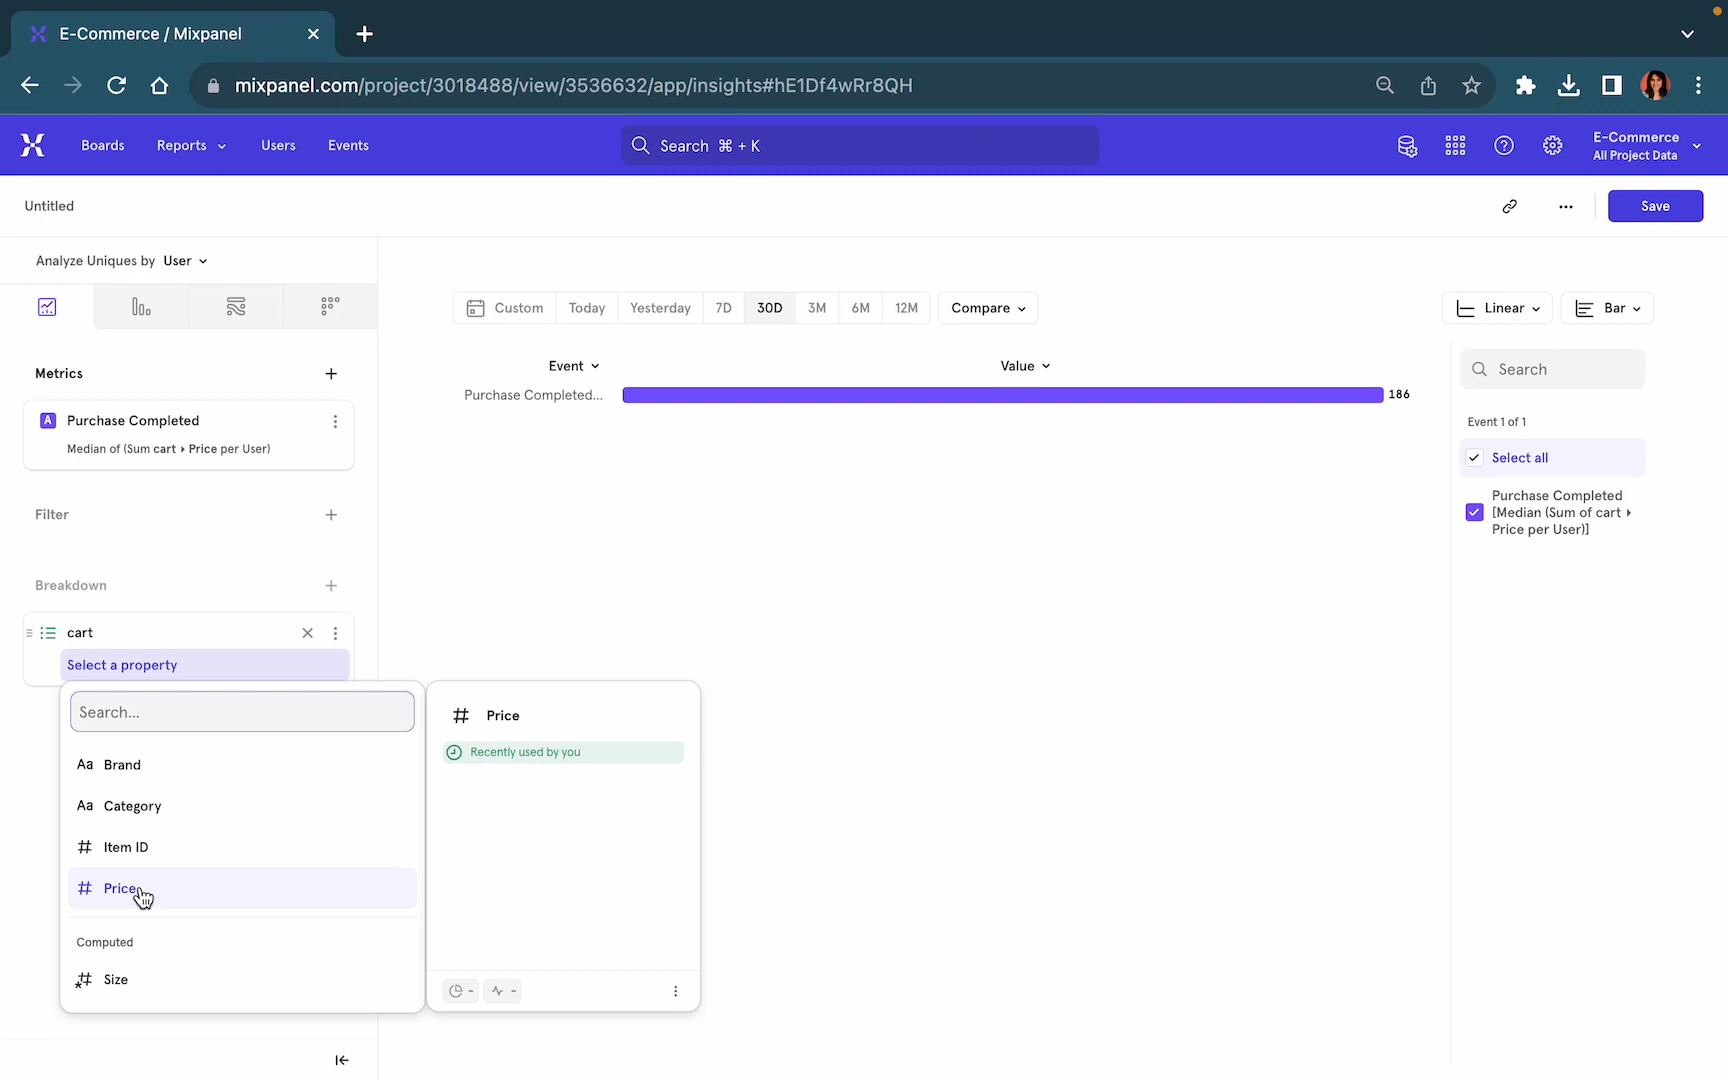 E-Commerce / Mixpanel
mixpanel.com/project/3018488/view/3536632/app/insights#hE1Df4wRr8QH
Boards
Reports
Users
Events
Search ⌘ + K
E-Commerce
All Project Data
Untitled
Save
Analyze Uniques by User
Custom
Today
Yesterday
7D
30D
3M
6M
12M
Compare
Linear
Bar
Metrics
A Purchase Completed
Median of (Sum cart ▸ Price per User)
Filter
Breakdown
cart
Select a property
Search...
Aa Brand
Aa Category
# Item ID
# Price
Computed
# Size
# Price
Recently used by you
-
-
Event
Value
Purchase Completed...
186
Search
Event 1 of 1
Select all
Purchase Completed
[Median (Sum of cart ▸
Price per User)]